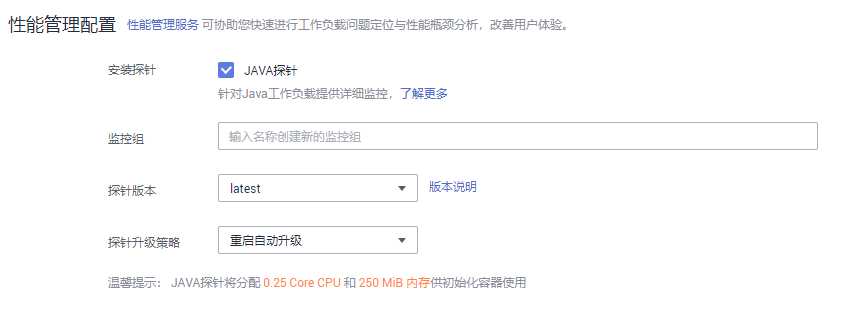 性能管理配置 性能管理服务 可协助您快速进行工作负载问题定位与性能瓶颈分析，改善用户体验。
安装探针 JAVA探针
针对Java工作负载提供详细监控，了解更多
监控组 输入名称创建新的监控组
探针版本 latest 版本说明
探针升级策略 重启自动升级
温馨提示： JAVA探针将分配 0.25 Core CPU 和 250 MiB 内存供初始化容器使用